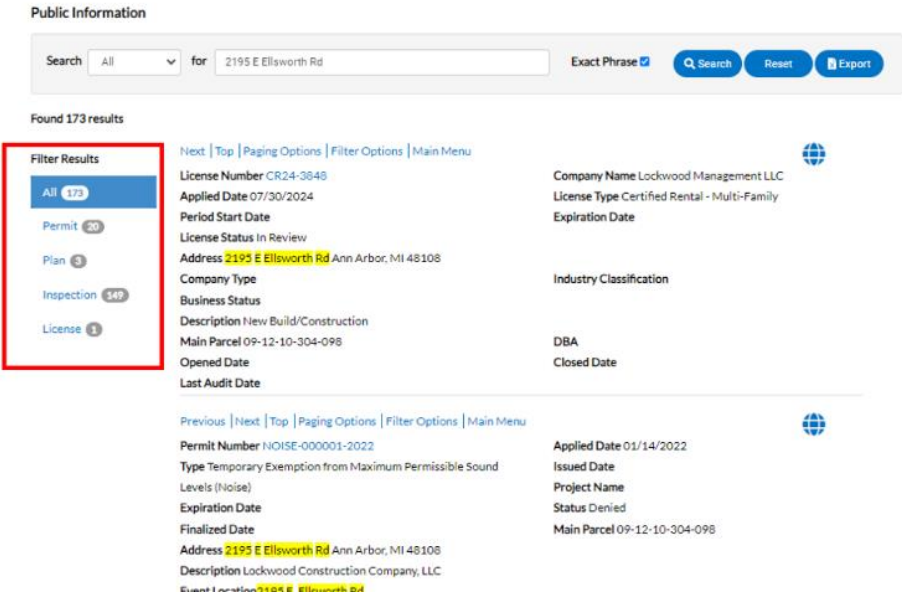 Public Information
Search All for 2195 E Ellsworth Rd Exact Phrase Search Reset Export
Found 173 results
Filter Results
All 173
Permit 20
Plan 3
Inspection 149
License 1
Next | Top | Paging Options | Filter Options | Main Menu
License Number CR24-3848 Company Name Lockwood Management LLC
Applied Date 07/30/2024 License Type Certified Rental - Multi-Family
Period Start Date Expiration Date
License Status In Review
Address 2195 E Ellsworth Rd Ann Arbor, MI 48108
Company Type Industry Classification
Business Status
Description New Build/Construction
Main Parcel 09-12-10-304-098 DBA
Opened Date Closed Date
Last Audit Date
Previous | Next | Top | Paging Options | Filter Options | Main Menu
Permit Number NOISE-000001-2022 Applied Date 01/14/2022
Type Temporary Exemption from Maximum Permissible Sound Issued Date
Levels (Noise) Project Name
Expiration Date Status Denied
Finalized Date Main Parcel 09-12-10-304-098
Address 2195 E Ellsworth Rd Ann Arbor, MI 48108
Description Lockwood Construction Company, LLC
Event Location 2195 E. Ellsworth Rd